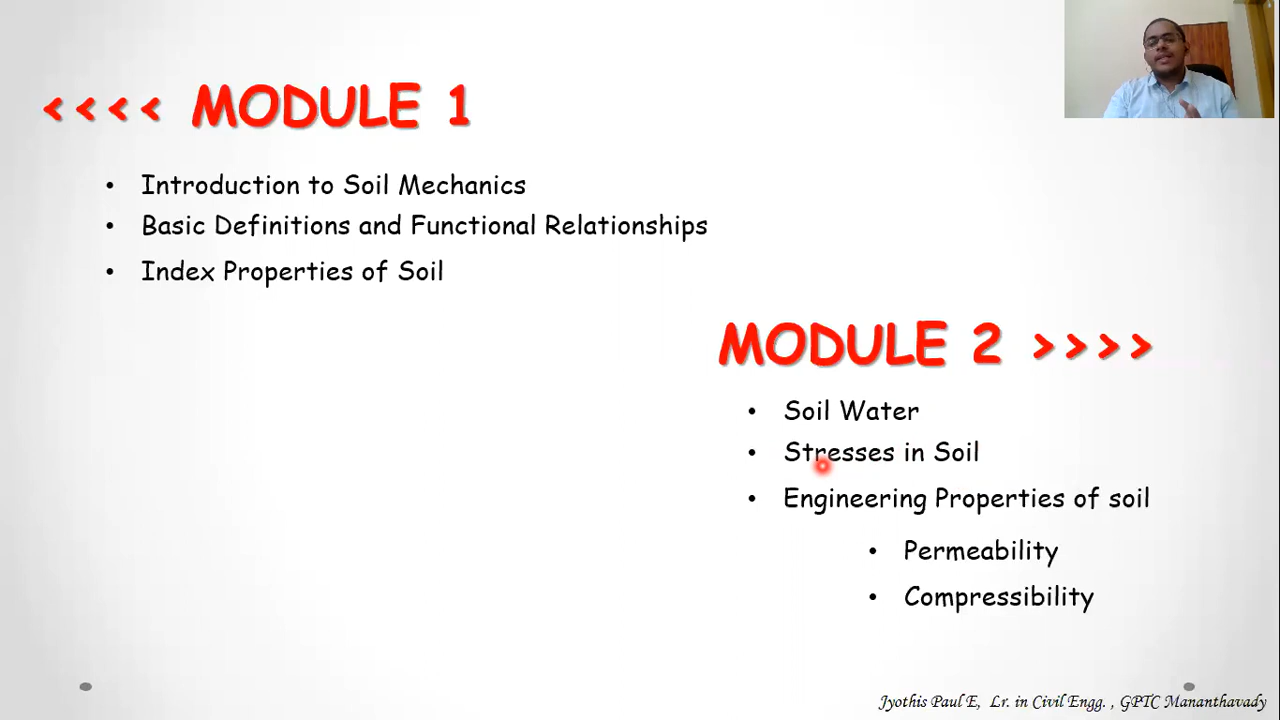 <<<< MODULE 1
• Introduction to Soil Mechanics
• Basic Definitions and Functional Relationships
• Index Properties of Soil
MODULE 2 >>>>
• Soil Water
• Stresses in Soil
• Engineering Properties of soil
• Permeability
• Compressibility
Jyothis Paul E, Lr. in Civil Engg. , GPTC Mananthavady